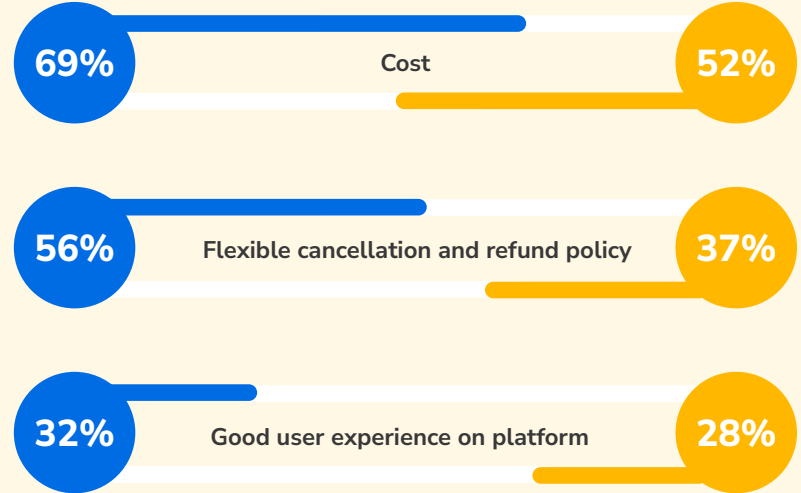 69%
Cost
52%
56%
Flexible cancellation and refund policy
37%
32%
Good user experience on platform
28%